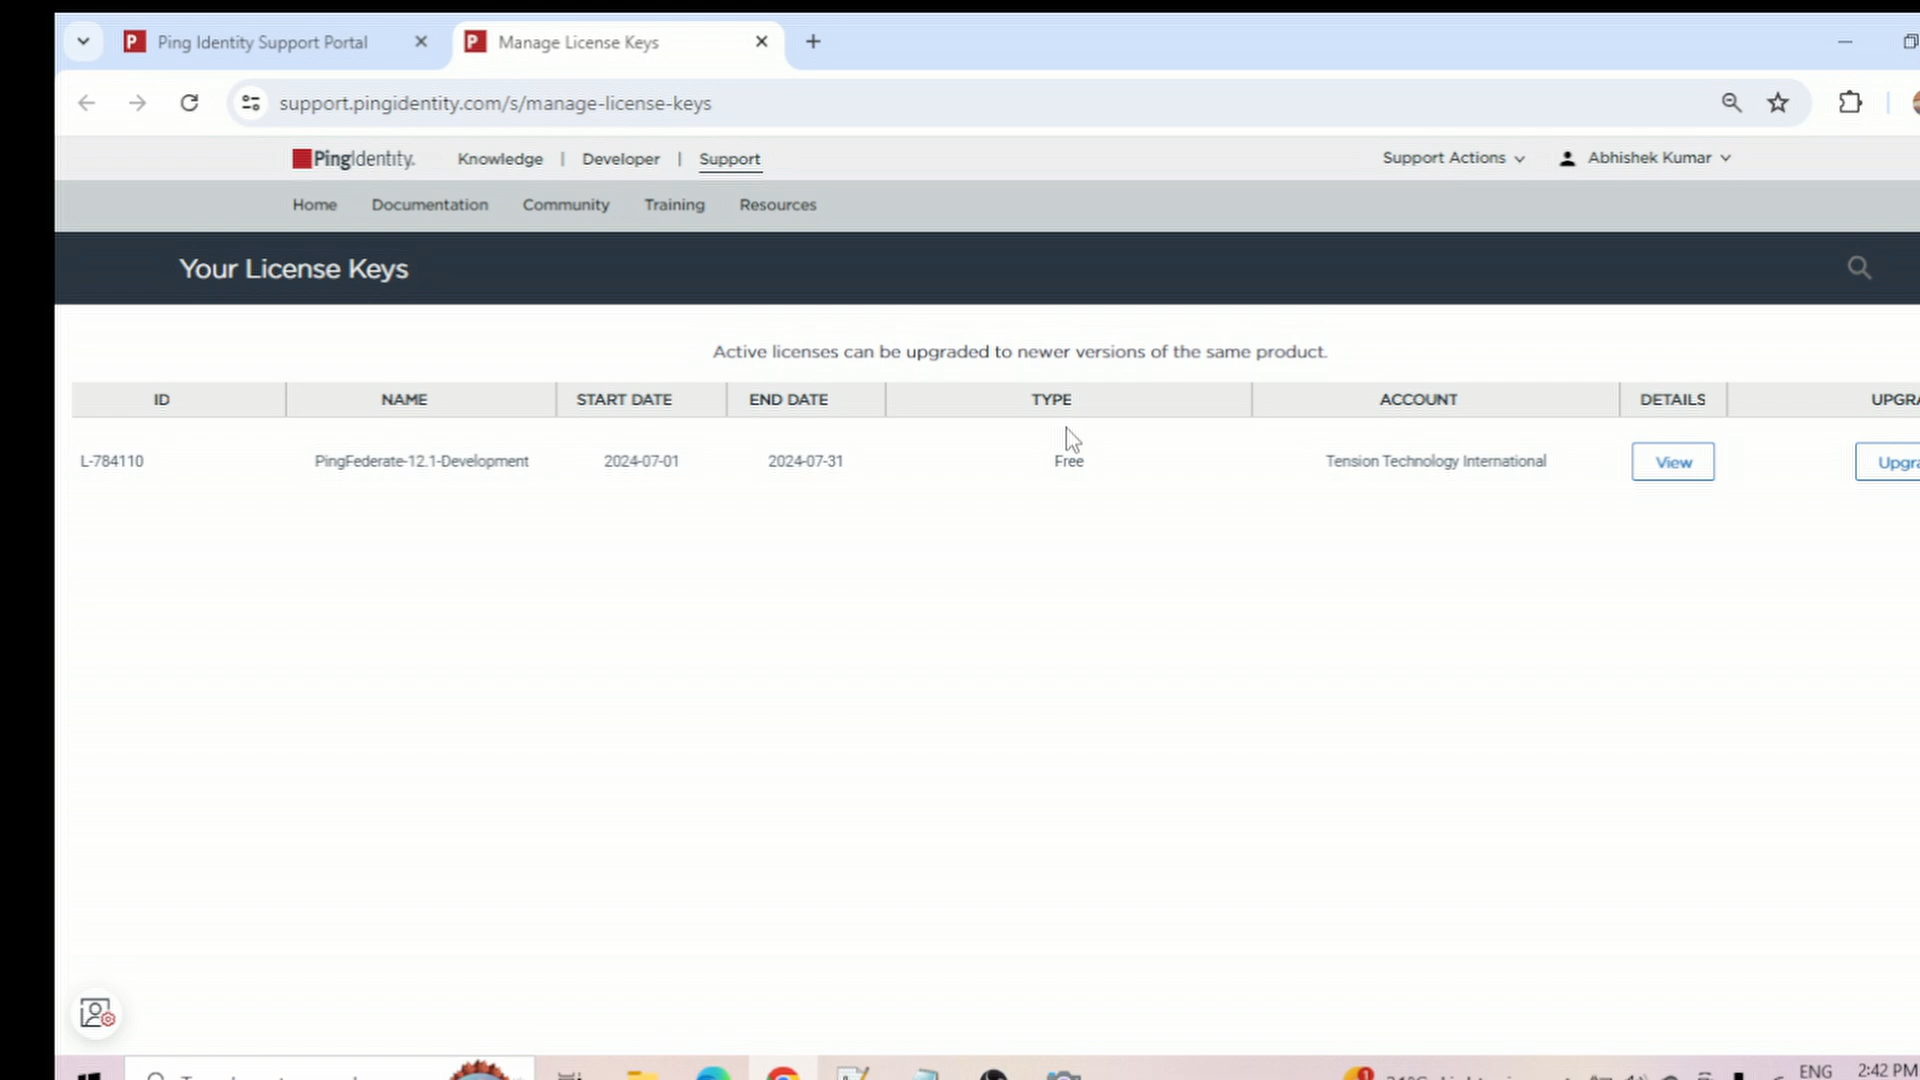 Ping Identity Support Portal
Manage License Keys
support.pingidentity.com/s/manage-license-keys
PingIdentity. Knowledge | Developer | Support Support Actions Abhishek Kumar
Home Documentation Community Training Resources
Your License Keys
Active licenses can be upgraded to newer versions of the same product.
ID NAME START DATE END DATE TYPE ACCOUNT DETAILS UPGRA
L-784110 PingFederate-12.1-Development 2024-07-01 2024-07-31 Free Tension Technology International View Upgra
ENG 2:42 PM